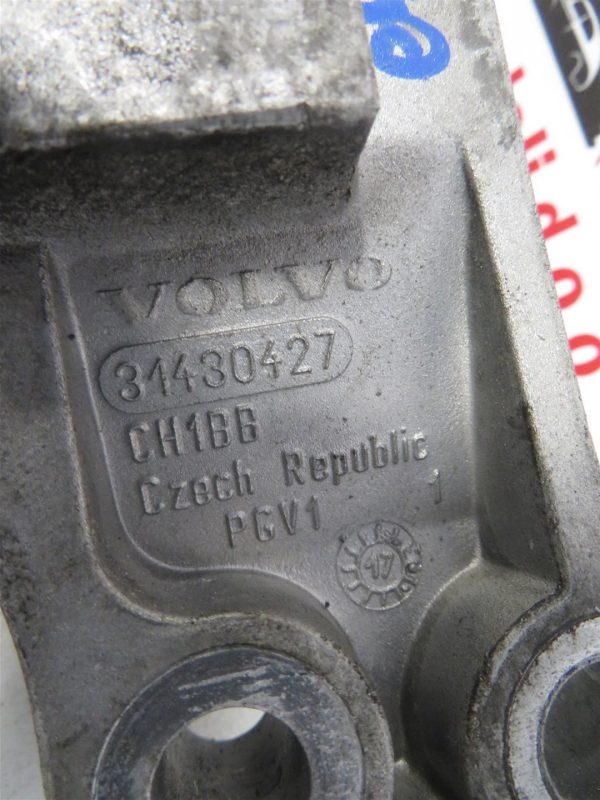 VOLVO
31430427
CH1BB
Czech Republic
PGV1 1
17